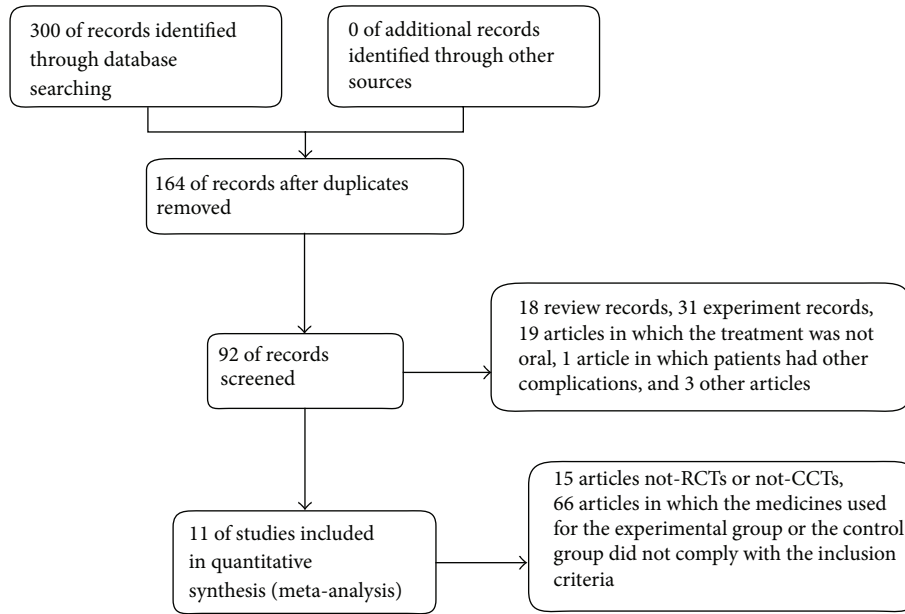 300 of records identified
through database
searching
0 of additional records
identified through other
sources
164 of records after duplicates
removed
92 of records
screened
18 review records, 31 experiment records,
19 articles in which the treatment was not
oral, 1 article in which patients had other
complications, and 3 other articles
11 of studies included
in quantitative
synthesis (meta-analysis)
15 articles not-RCTs or not-CCTs,
66 articles in which the medicines used
for the experimental group or the control
group did not comply with the inclusion
criteria